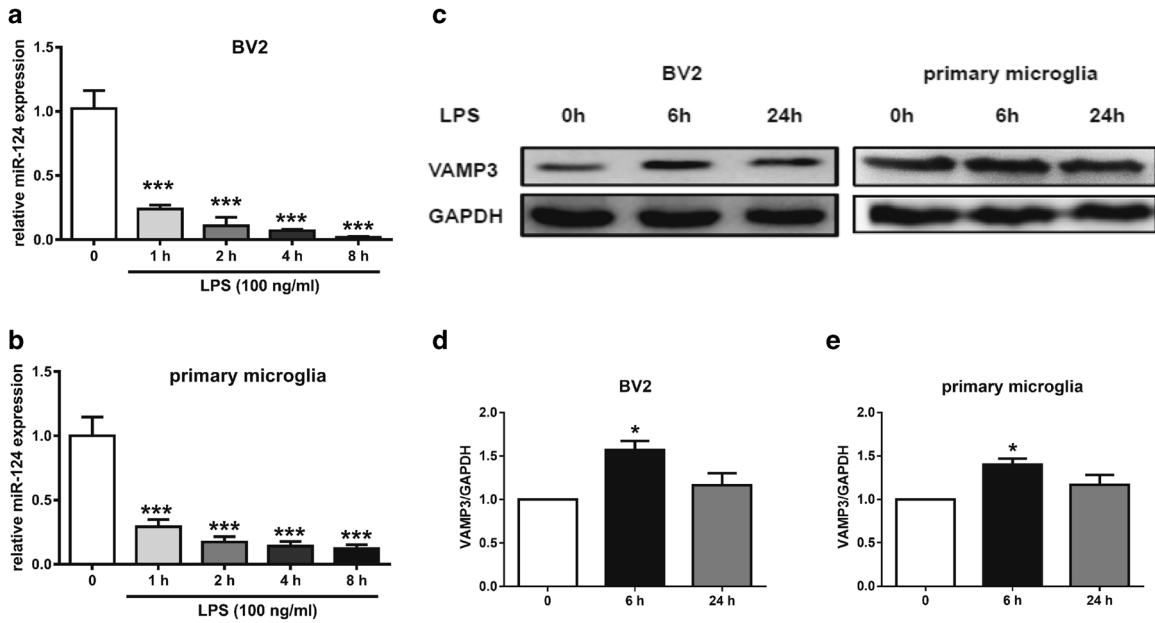 a
BV2
relative miR-124 expression
1.5
1.0
0.5
0.0
*** *** *** ***
0 1 h 2 h 4 h 8 h
LPS (100 ng/ml)
b
primary microglia
relative miR-124 expression
1.5
1.0
0.5
0.0
*** *** *** ***
0 1 h 2 h 4 h 8 h
LPS (100 ng/ml)
c
BV2 primary microglia
LPS 0h 6h 24h 0h 6h 24h
VAMP3
GAPDH
d
BV2
VAMP3/GAPDH
2.0
1.5
1.0
0.5
0.0
*
0 6 h 24 h
e
primary microglia
VAMP3/GAPDH
2.0
1.5
1.0
0.5
0.0
*
0 6 h 24 h